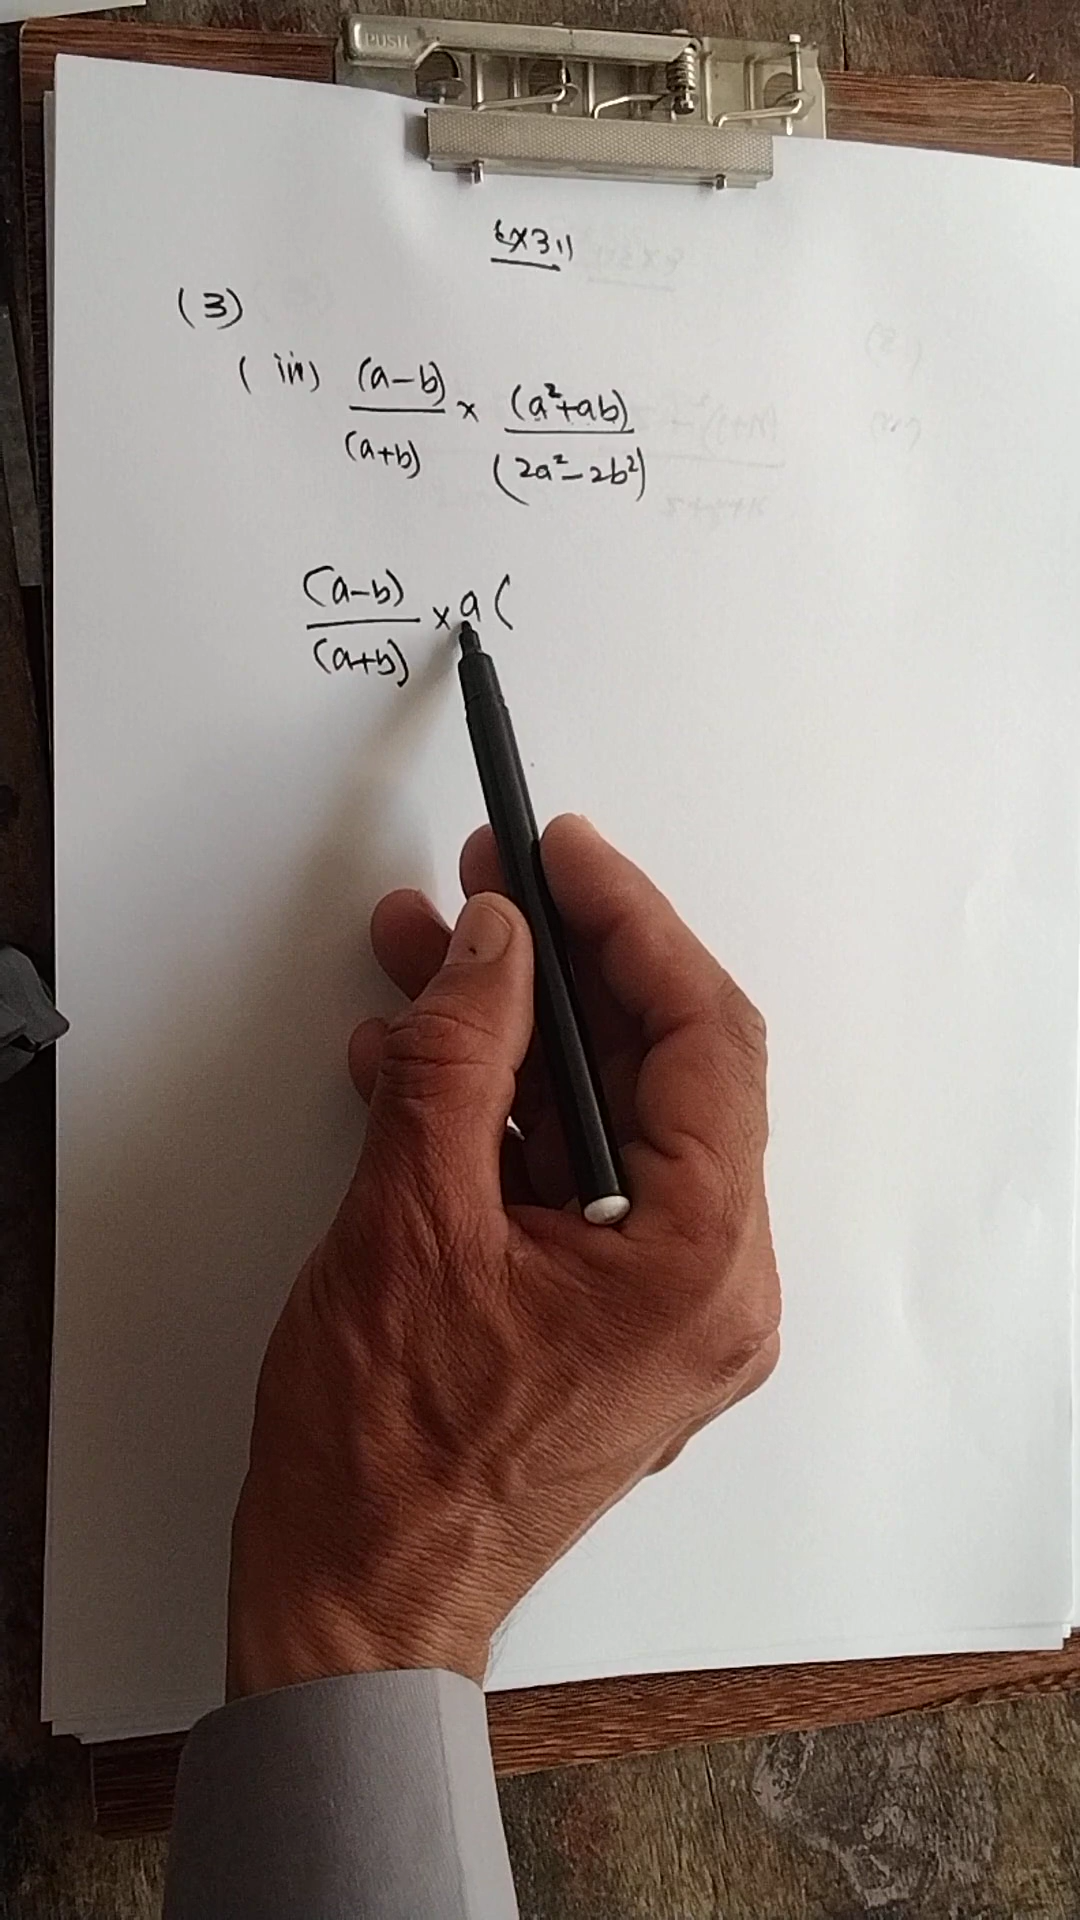 PUSH
Ex 3.1
(3)
(iii) (a-b)/(a+b) × (a²+ab)/(2a²-2b²)
(a-b)/(a+b) × a (